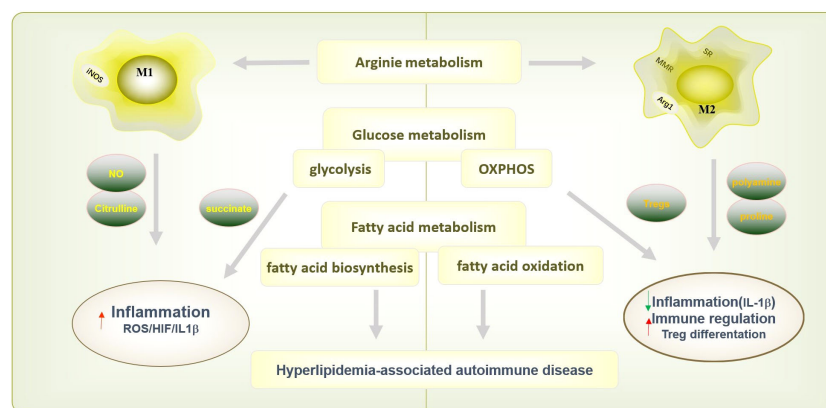 Arginie metabolism
iNOS
M1
SR
MMR
Arg1
M2
Glucose metabolism
glycolysis
OXPHOS
NO
Citrulline
succinate
Tregs
polyamine
proline
Fatty acid metabolism
fatty acid biosynthesis
fatty acid oxidation
Inflammation
ROS/HIF/IL1β
Inflammation(IL-1β)
Immune regulation
Treg differentation
Hyperlipidemia-associated autoimmune disease